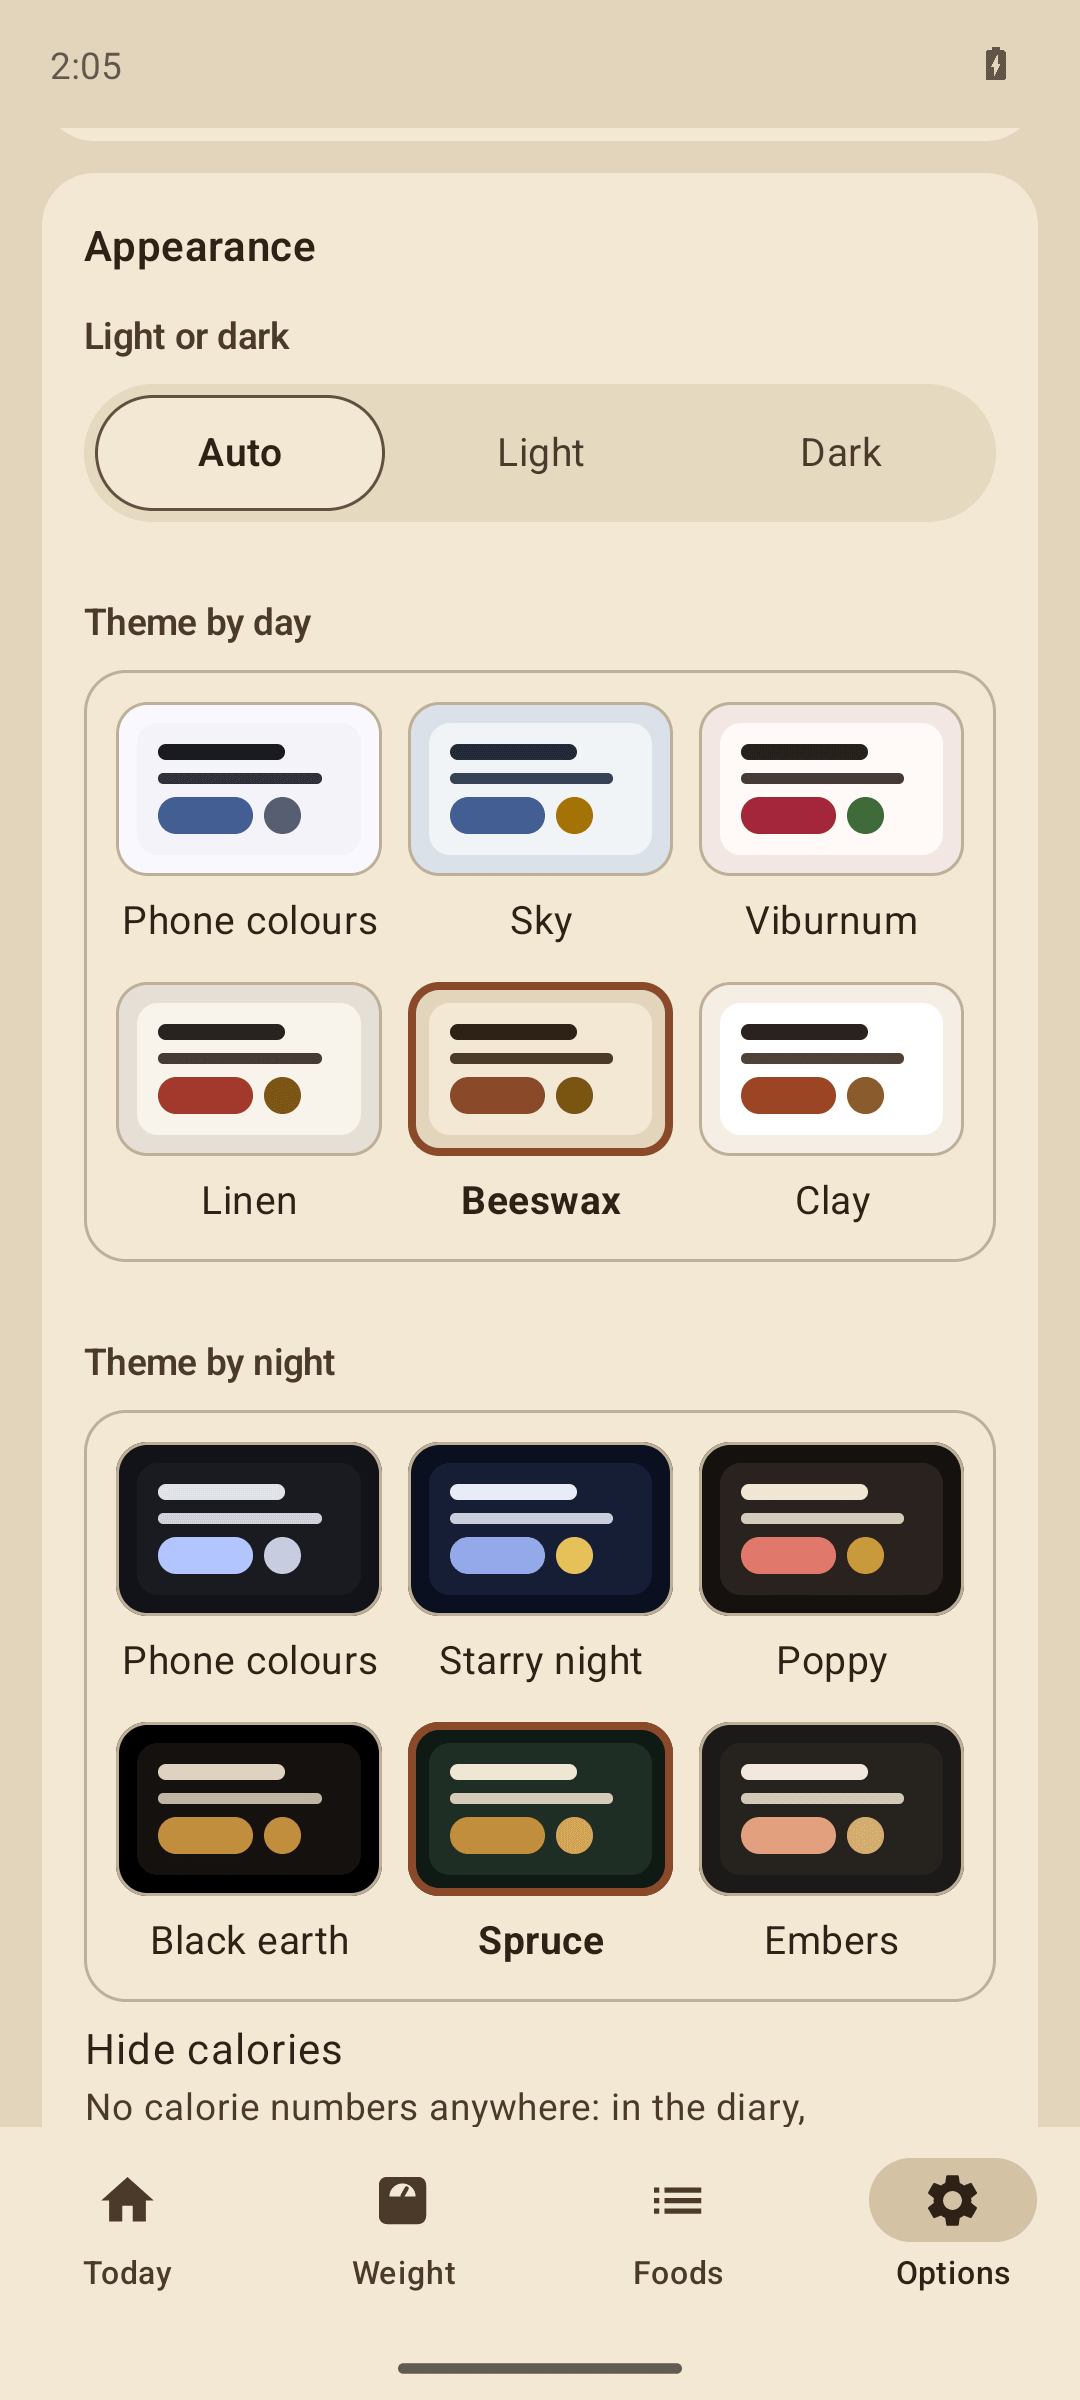 2:05
Appearance
Light or dark
Auto
Light
Dark
Theme by day
Phone colours
Sky
Viburnum
Linen
Beeswax
Clay
Theme by night
Phone colours
Starry night
Poppy
Black earth
Spruce
Embers
Hide calories
No calorie numbers anywhere: in the diary,
Today
Weight
Foods
Options